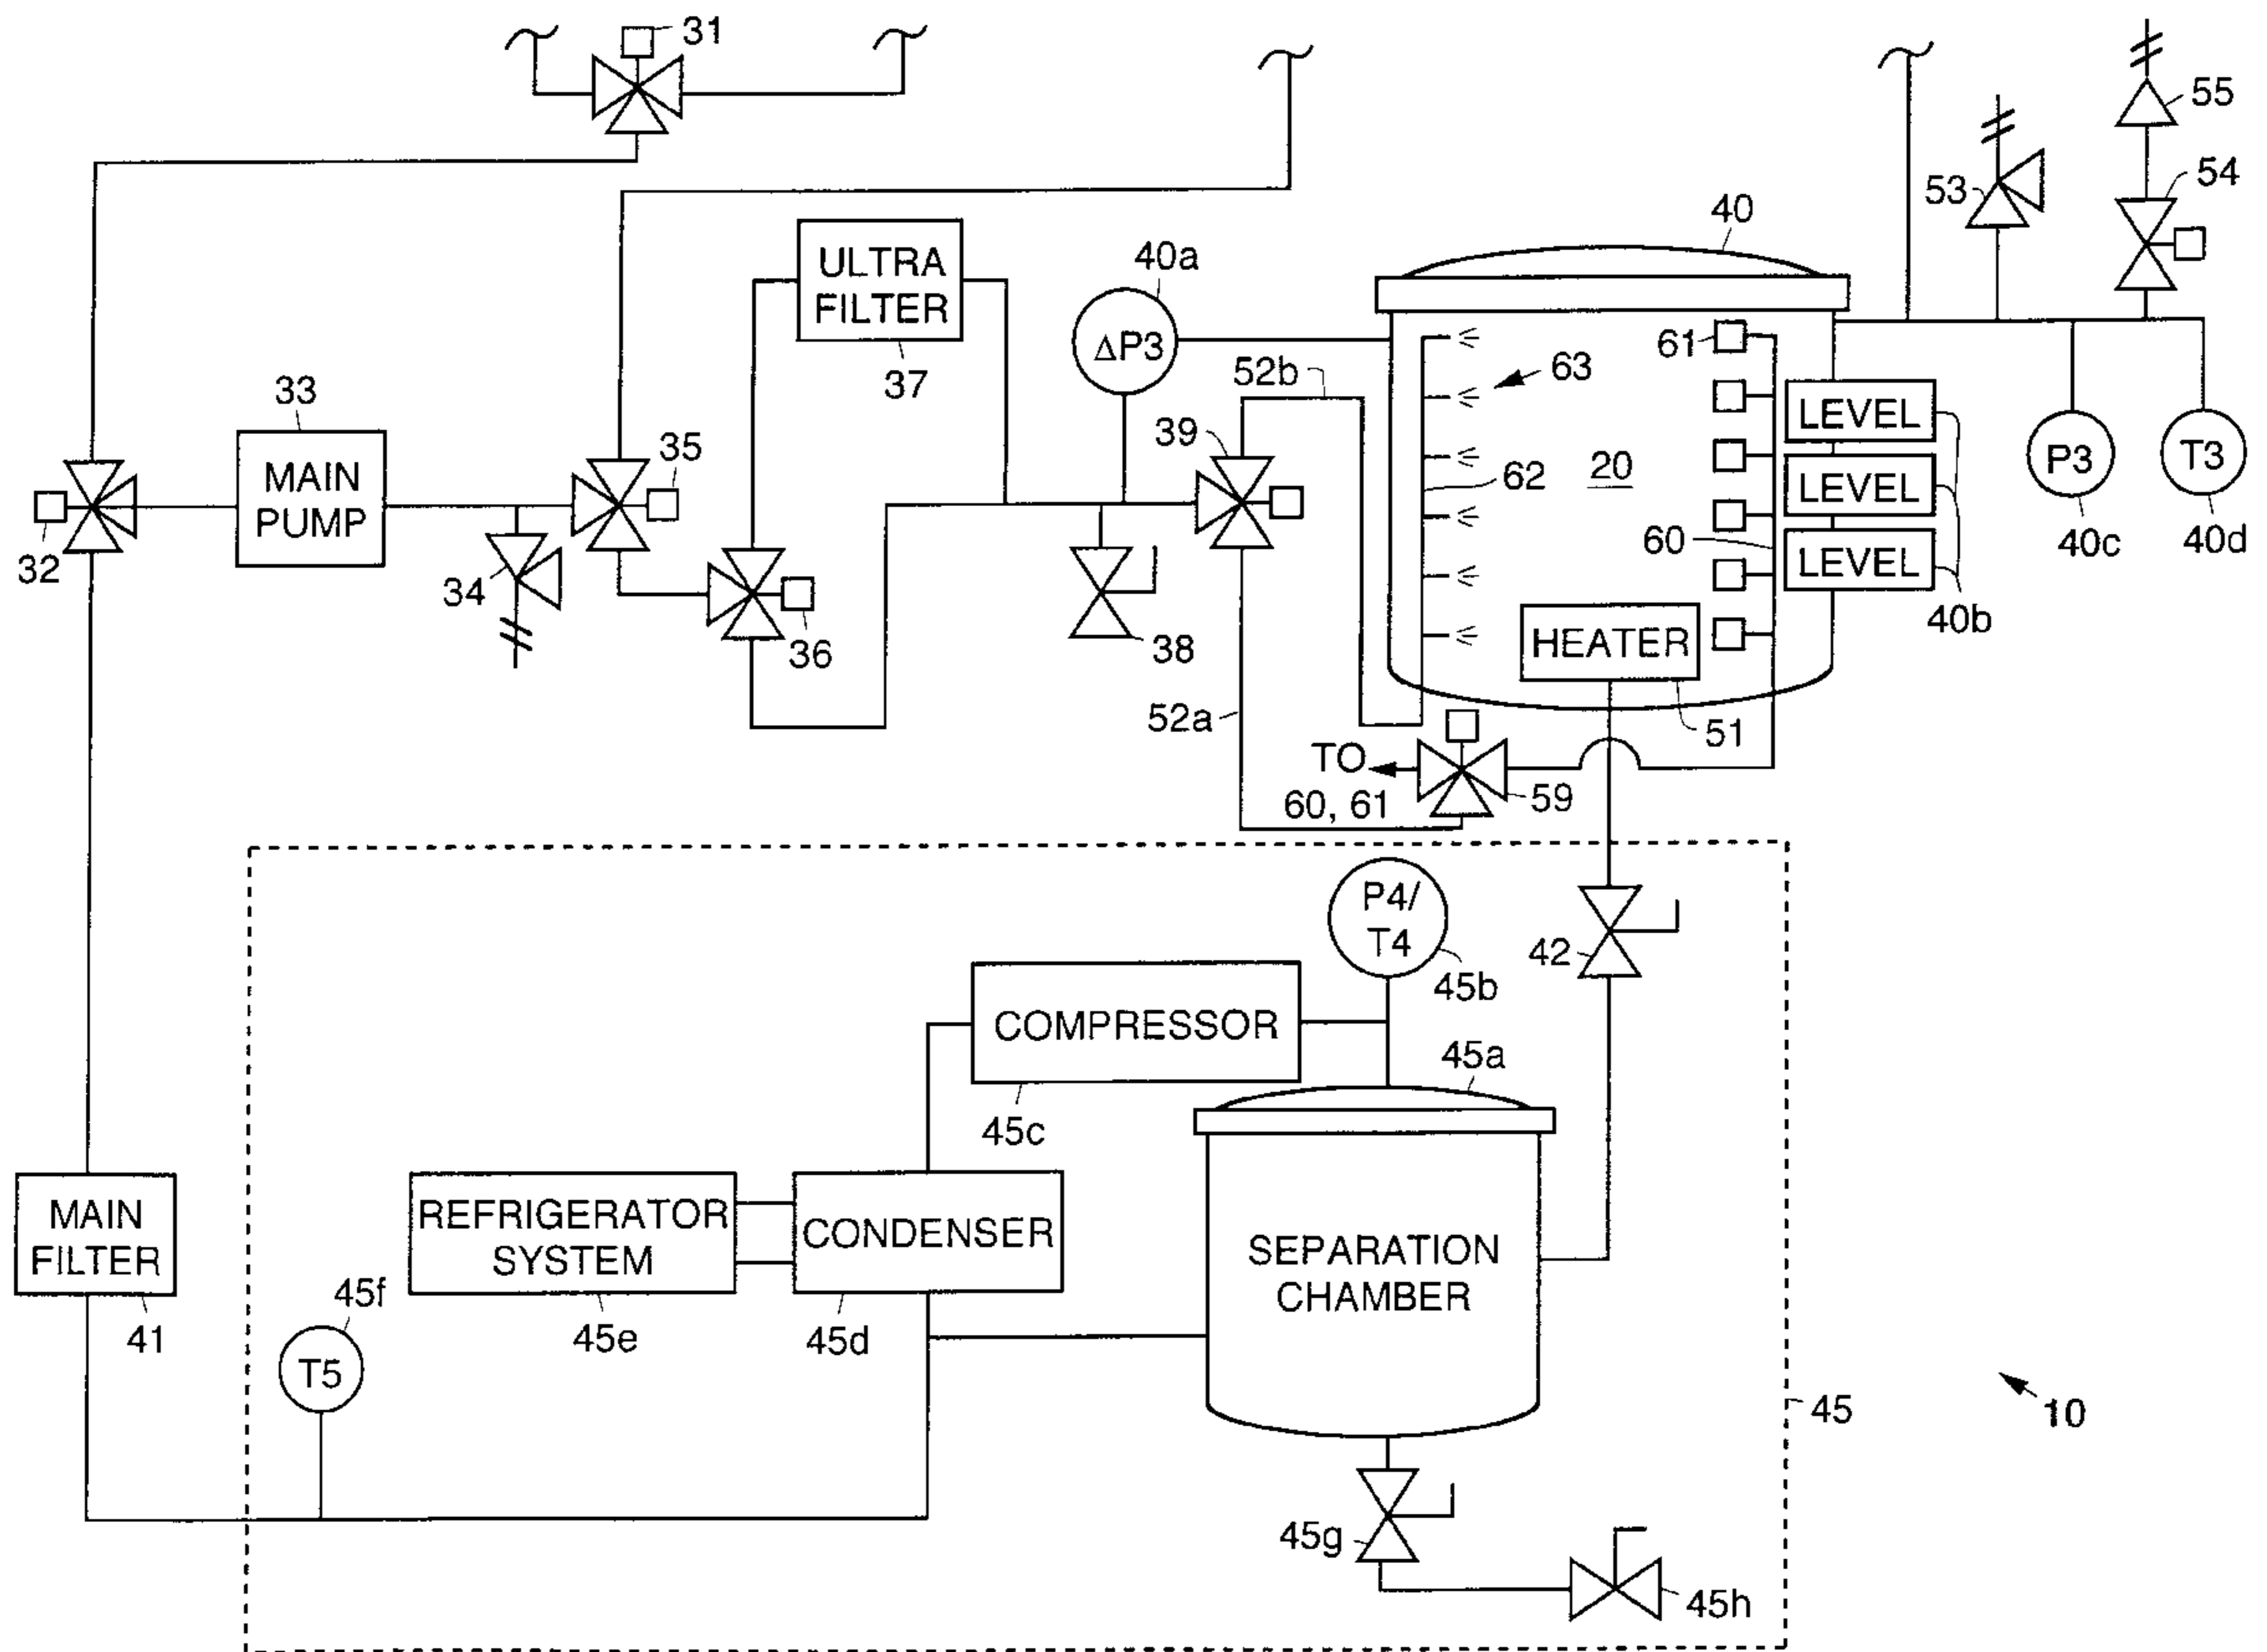 31
55
53
54
40
ULTRA
FILTER
37
40a
ΔP3
52b
61
63
33
MAIN
PUMP
35
39
LEVEL
LEVEL
LEVEL
P3
T3
62
20
60
32
34
36
38
40c
40d
40b
HEATER
51
52a
TO
60, 61
59
P4/
T4
42
45b
COMPRESSOR
45a
45c
MAIN
FILTER
REFRIGERATOR
SYSTEM
CONDENSER
SEPARATION
CHAMBER
45f
41
45e
45d
T5
45
10
45g
45h